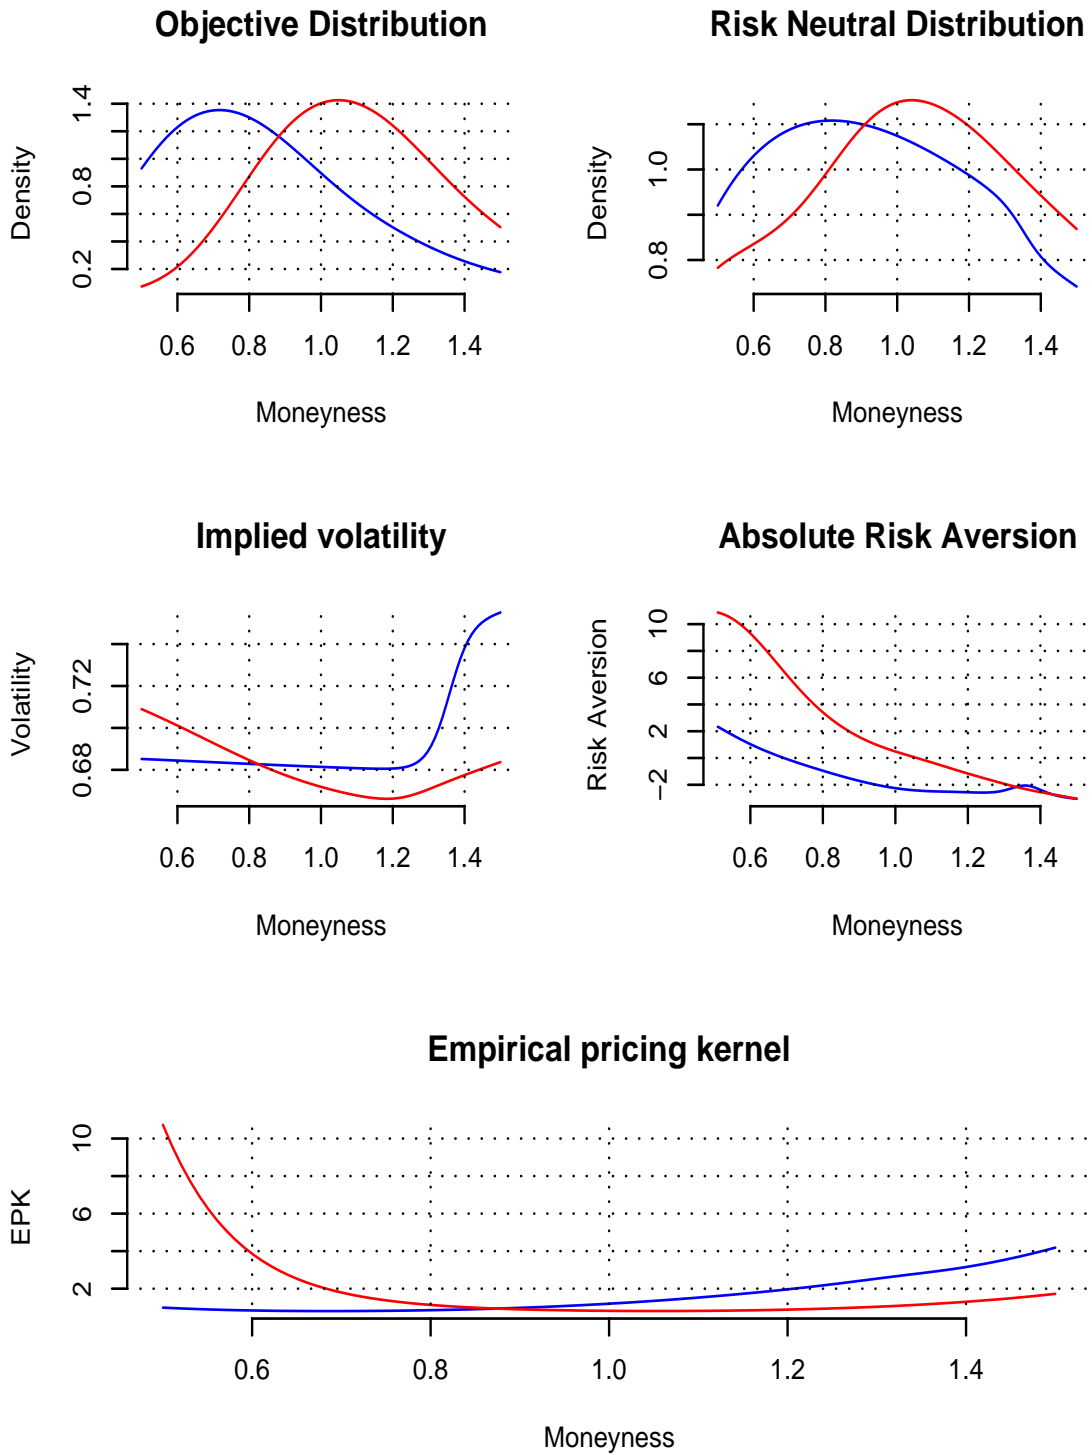 Objective Distribution
Risk Neutral Distribution
Density
0.2 0.8 1.4
0.6 0.8 1.0 1.2 1.4
Moneyness
Density
0.8 1.0
0.6 0.8 1.0 1.2 1.4
Moneyness
Implied volatility
Absolute Risk Aversion
Volatility
0.68 0.72
0.6 0.8 1.0 1.2 1.4
Moneyness
Risk Aversion
−2 2 6 10
0.6 0.8 1.0 1.2 1.4
Moneyness
Empirical pricing kernel
EPK
2 6 10
0.6 0.8 1.0 1.2 1.4
Moneyness